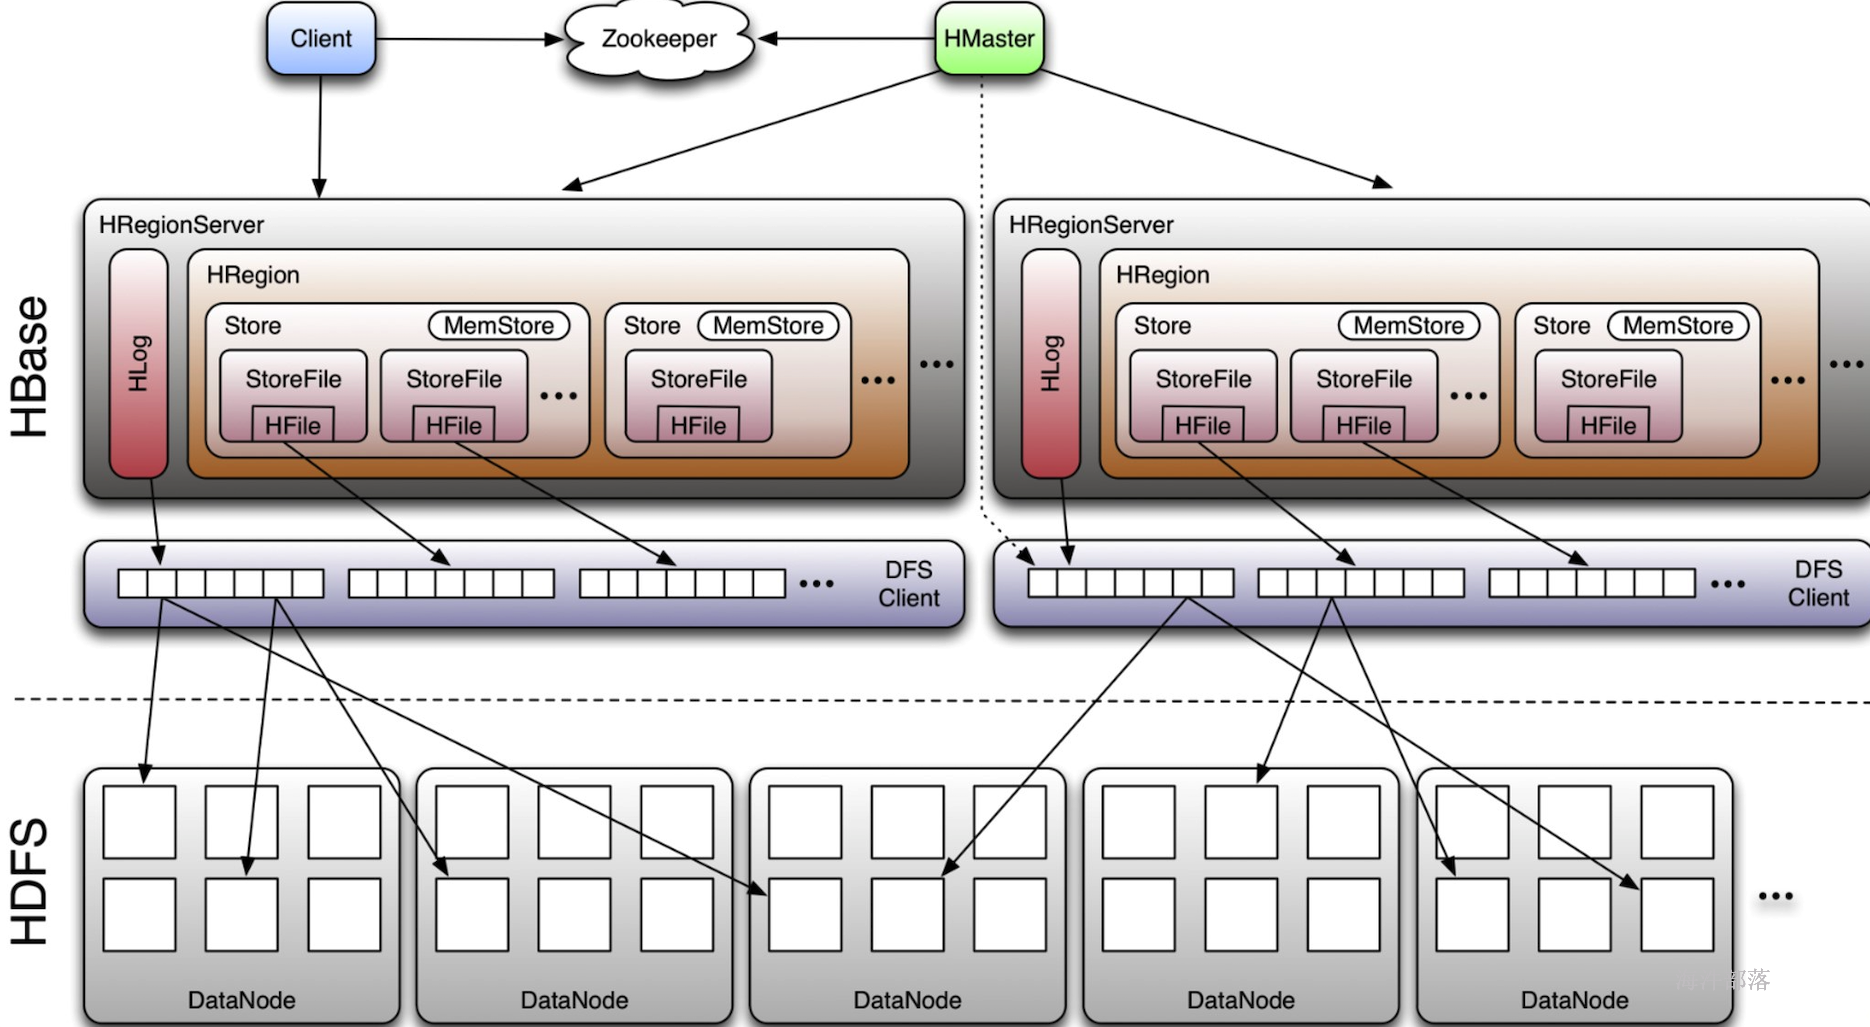 Client
Zookeeper
HMaster
HBase
HRegionServer
HLog
HRegion
Store
MemStore
StoreFile
HFile
StoreFile
HFile
...
Store
MemStore
StoreFile
HFile
...
...
HRegionServer
HLog
HRegion
Store
MemStore
StoreFile
HFile
StoreFile
HFile
...
Store
MemStore
StoreFile
HFile
...
...
...
DFS
Client
...
DFS
Client
HDFS
DataNode
DataNode
DataNode
DataNode
DataNode
...
部落